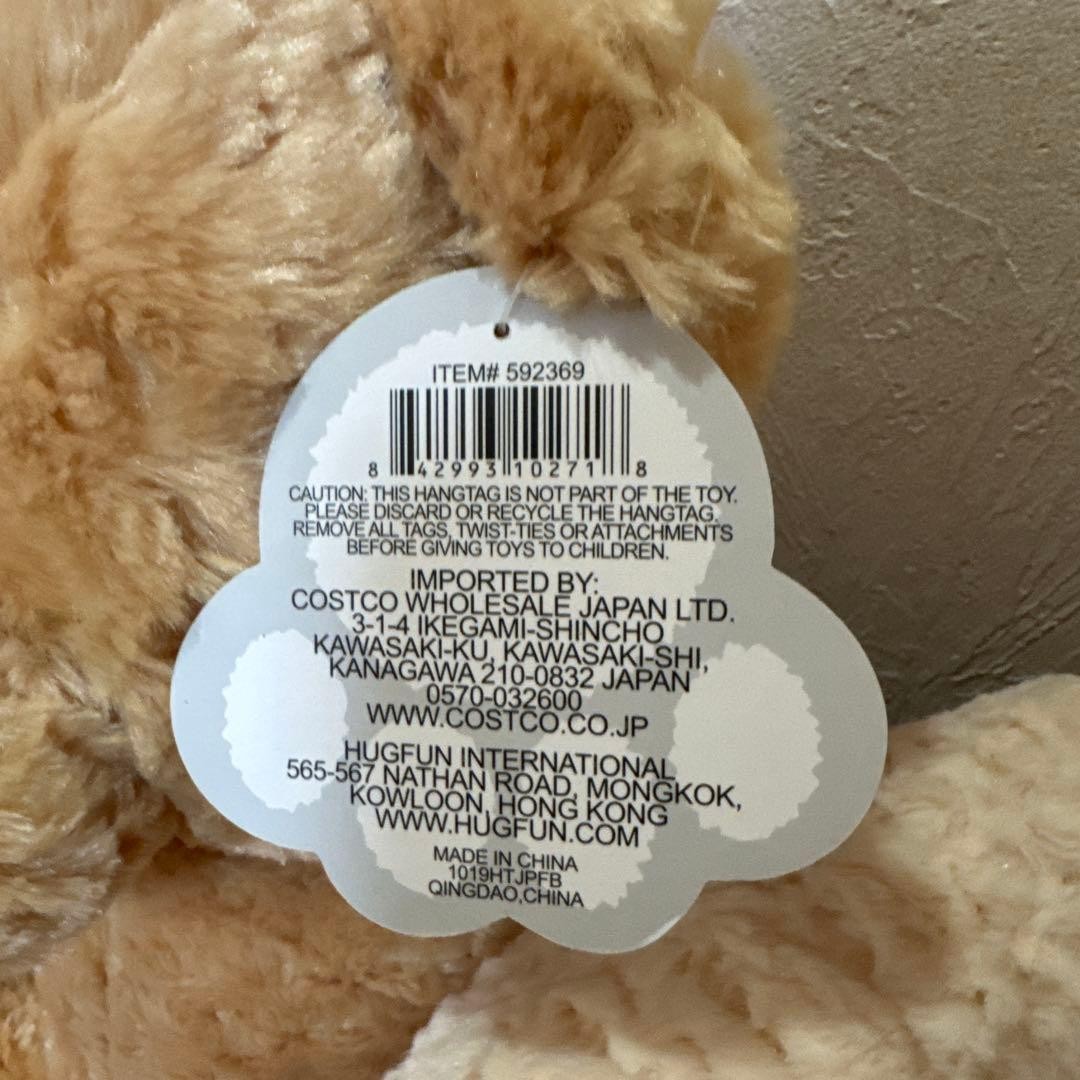 ITEM# 592369
8 42993 10271 8
CAUTION: THIS HANGTAG IS NOT PART OF THE TOY.
PLEASE DISCARD OR RECYCLE THE HANGTAG.
REMOVE ALL TAGS, TWIST-TIES OR ATTACHMENTS
BEFORE GIVING TOYS TO CHILDREN.
IMPORTED BY:
COSTCO WHOLESALE JAPAN LTD.
3-1-4 IKEGAMI-SHINCHO
KAWASAKI-KU, KAWASAKI-SHI,
KANAGAWA 210-0832 JAPAN
0570-032600
WWW.COSTCO.CO.JP
HUGFUN INTERNATIONAL
565-567 NATHAN ROAD, MONGKOK,
KOWLOON, HONG KONG
WWW.HUGFUN.COM
MADE IN CHINA
1019HTJPFB
QINGDAO,CHINA